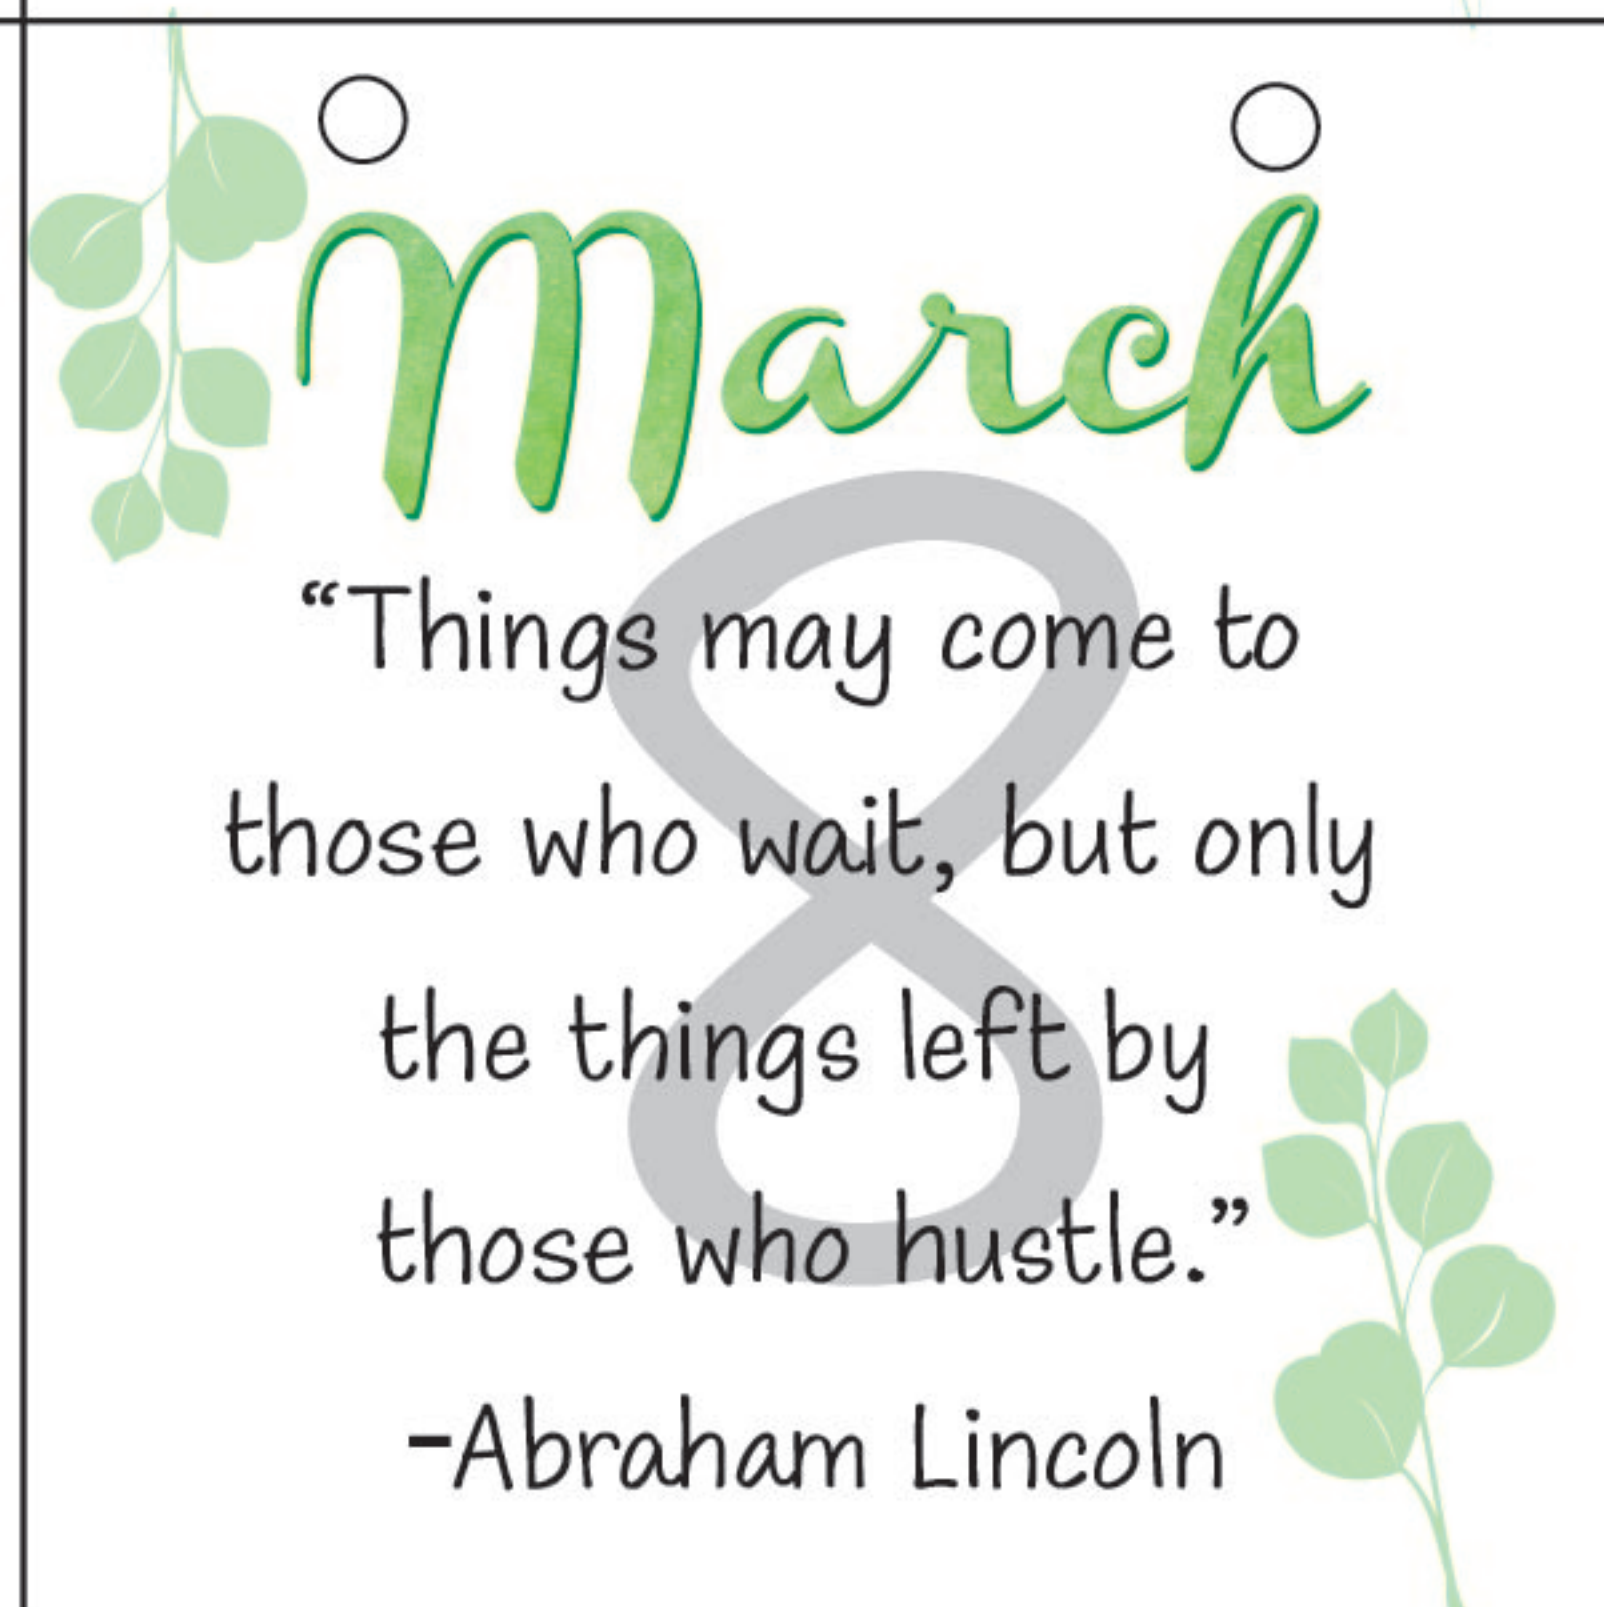 March
8
“Things may come to
those who wait, but only
the things left by
those who hustle.”
-Abraham Lincoln